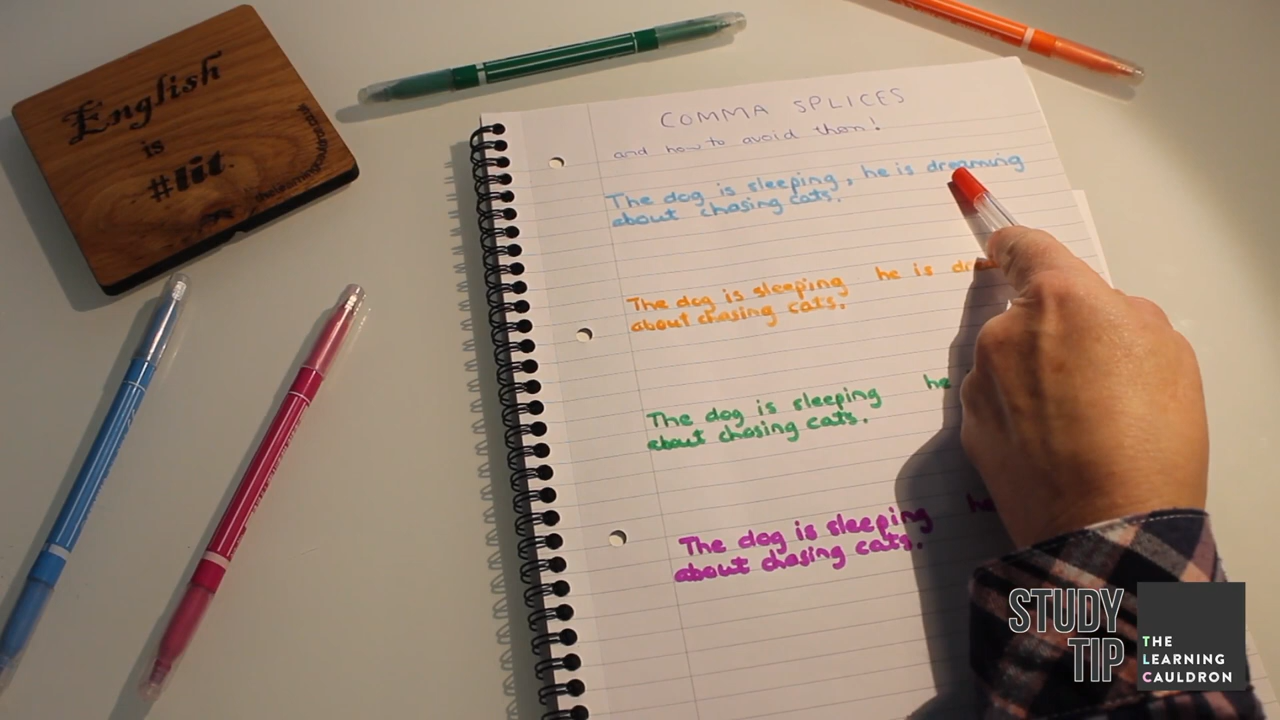 English
is
#lit.
COMMA SPLICES
and how to avoid them!
The dog is sleeping, he is dreaming
about chasing cats.
The dog is sleeping he is
about chasing cats.
The dog is sleeping he
about chasing cats.
The dog is sleeping he
about chasing cats.
STUDY
TIP
THE
LEARNING
CAULDRON